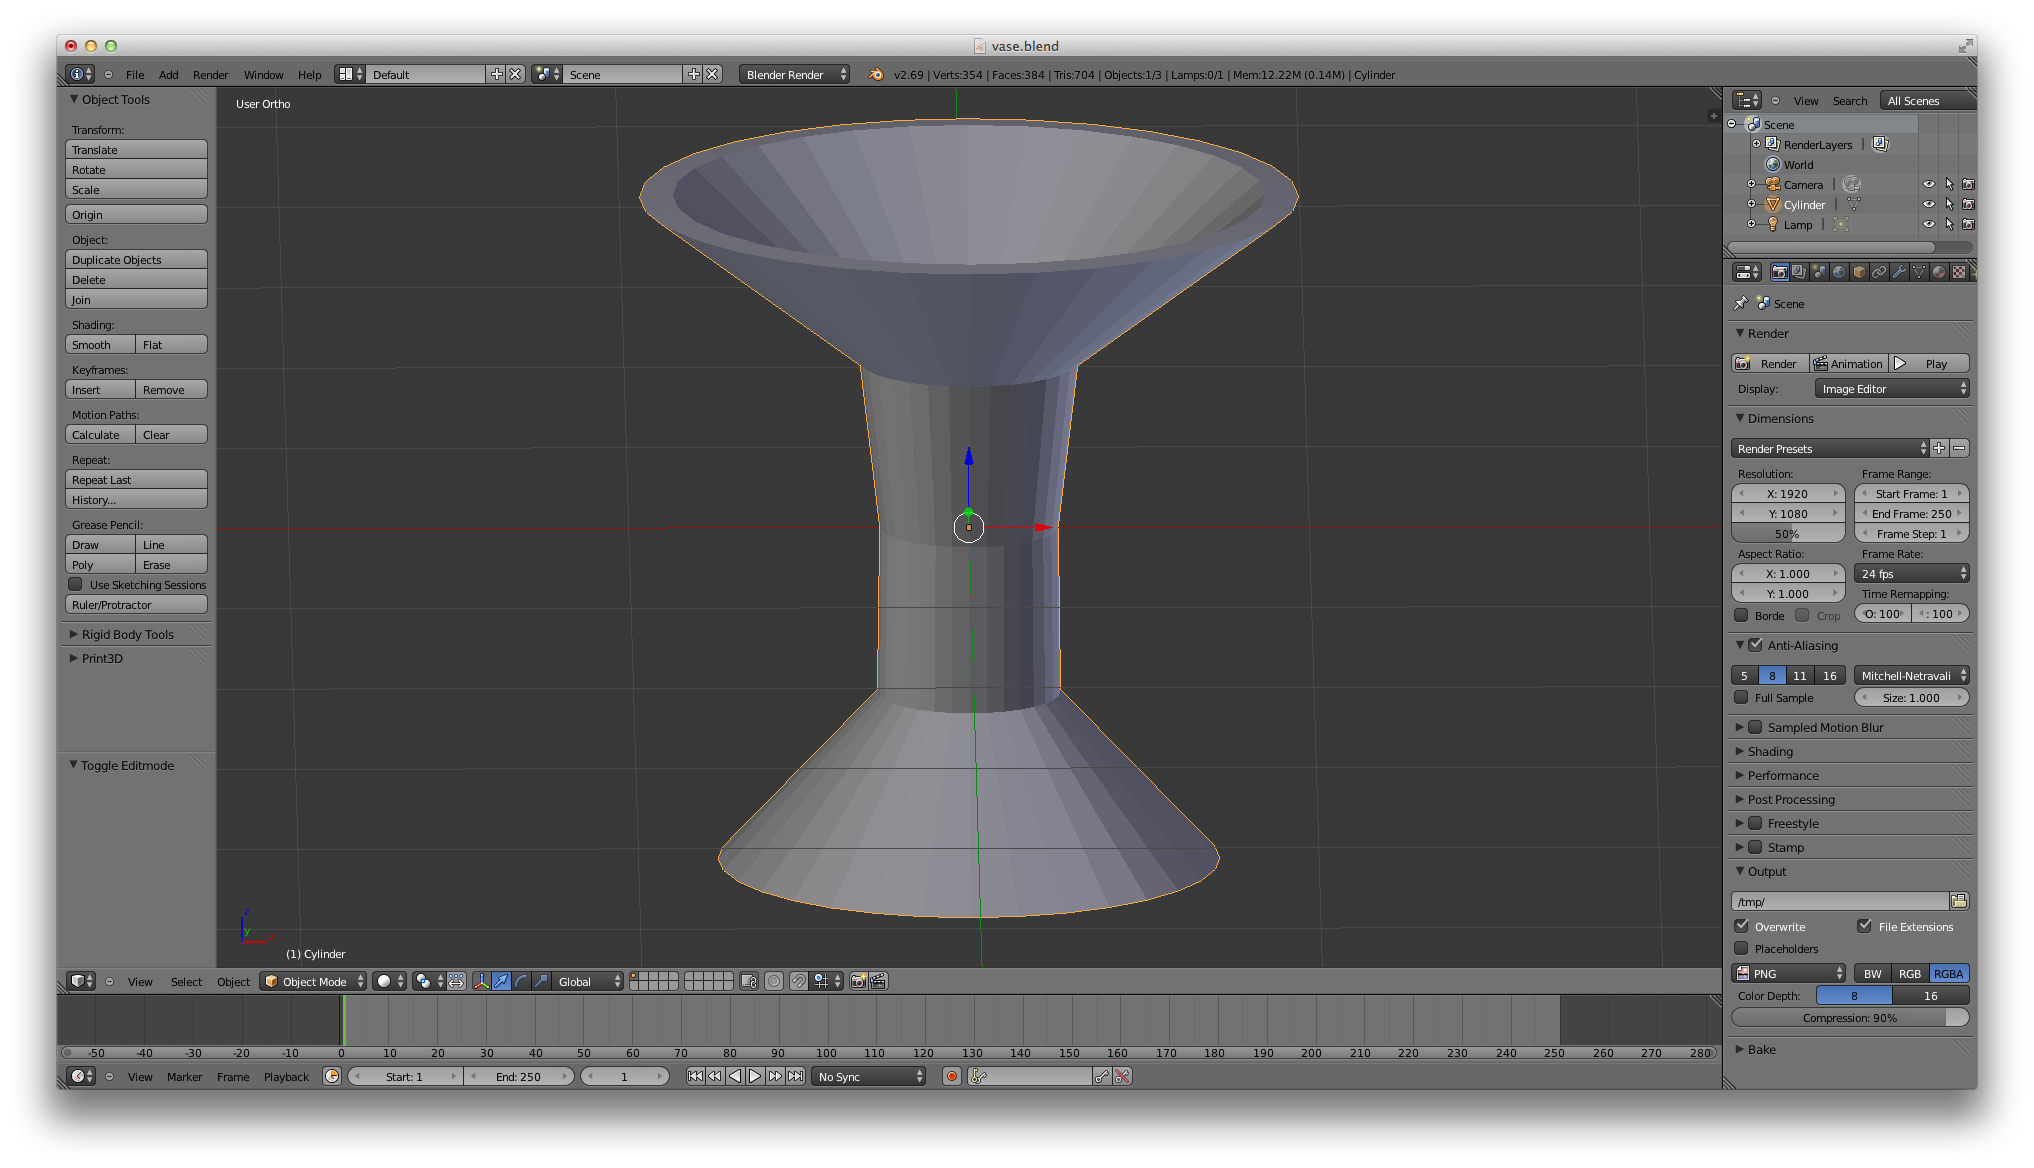 vase.blend
File Add Render Window Help Default Scene Blender Render v2.69 | Verts:354 | Faces:384 | Tris:704 | Objects:1/3 | Lamps:0/1 | Mem:12.22M (0.14M) | Cylinder
Object Tools
Transform:
Translate
Rotate
Scale
Origin
Object:
Duplicate Objects
Delete
Join
Shading:
Smooth Flat
Keyframes:
Insert Remove
Motion Paths:
Calculate Clear
Repeat:
Repeat Last
History...
Grease Pencil:
Draw Line
Poly Erase
Use Sketching Sessions
Ruler/Protractor
Rigid Body Tools
Print3D
Toggle Editmode
User Ortho
z
y
x
(1) Cylinder
View Select Object Object Mode Global
-50 -40 -30 -20 -10 0 10 20 30 40 50 60 70 80 90 100 110 120 130 140 150 160 170 180 190 200 210 220 230 240 250 260 270 280
View Marker Frame Playback Start: 1 End: 250 1 No Sync
View Search All Scenes
Scene
RenderLayers |
World
Camera |
Cylinder |
Lamp |
Scene
Render
Render Animation Play
Display: Image Editor
Dimensions
Render Presets
Resolution: Frame Range:
X: 1920 Start Frame: 1
Y: 1080 End Frame: 250
50% Frame Step: 1
Aspect Ratio: Frame Rate:
X: 1.000 24 fps
Y: 1.000 Time Remapping:
Borde Crop O: 100 : 100
Anti-Aliasing
5 8 11 16 Mitchell-Netravali
Full Sample Size: 1.000
Sampled Motion Blur
Shading
Performance
Post Processing
Freestyle
Stamp
Output
/tmp/
Overwrite File Extensions
Placeholders
PNG BW RGB RGBA
Color Depth: 8 16
Compression: 90%
Bake